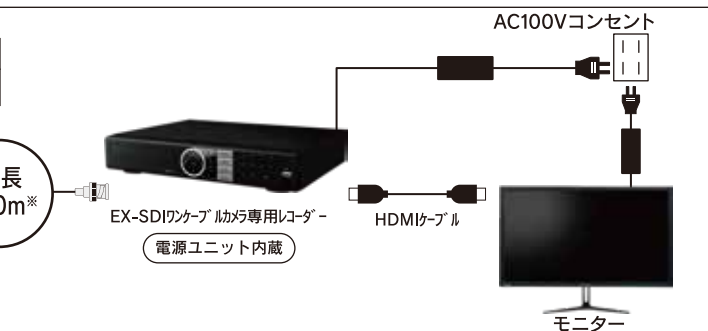 AC100Vコンセント
長
0m※
EX-SDIワンケーブルカメラ専用レコーダー
HDMIケーブル
電源ユニット内蔵
モニター